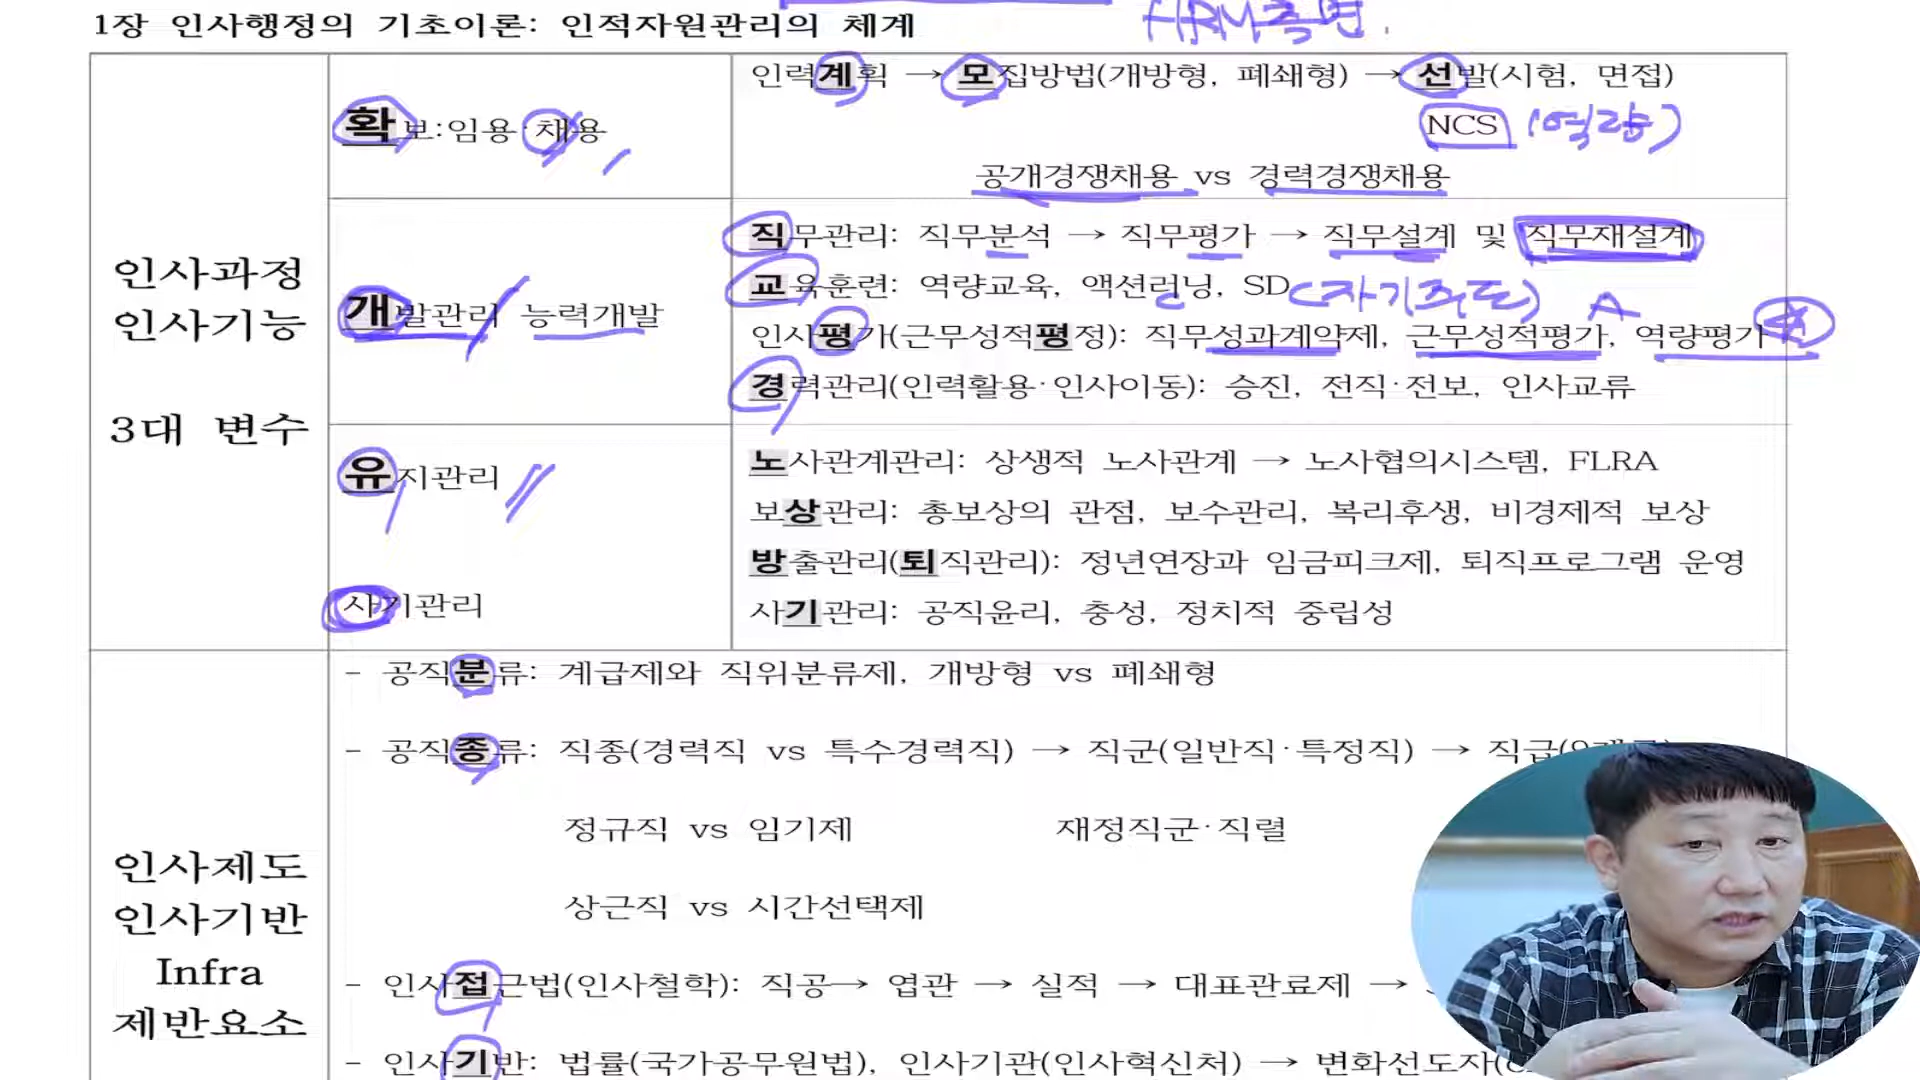 1장 인사행정의 기초이론: 인적자원관리의 체계
HRM측면.
인사과정
인사기능
3대 변수
확보:임용·채용
인력계획 → 모집방법(개방형, 폐쇄형) → 선발(시험, 면접)
NCS (역량)
공개경쟁채용 vs 경력경쟁채용
개발관리 능력개발
직무관리: 직무분석 → 직무평가 → 직무설계 및 직무재설계
교육훈련: 역량교육, 액션러닝, SD (자기주도) A
인사평가(근무성적평정): 직무성과계약제, 근무성적평가, 역량평가
경력관리(인력활용·인사이동): 승진, 전직·전보, 인사교류
유지관리
사기관리
노사관계관리: 상생적 노사관계 → 노사협의시스템, FLRA
보상관리: 총보상의 관점, 보수관리, 복리후생, 비경제적 보상
방출관리(퇴직관리): 정년연장과 임금피크제, 퇴직프로그램 운영
사기관리: 공직윤리, 충성, 정치적 중립성
인사제도
인사기반
Infra
제반요소
- 공직분류: 계급제와 직위분류제, 개방형 vs 폐쇄형
- 공직종류: 직종(경력직 vs 특수경력직) → 직군(일반직·특정직) → 직급
정규직 vs 임기제 재정직군·직렬
상근직 vs 시간선택제
- 인사접근법(인사철학): 직공→ 엽관 → 실적 → 대표관료제 →
- 인사기반: 법률(국가공무원법), 인사기관(인사혁신처) → 변화선도자